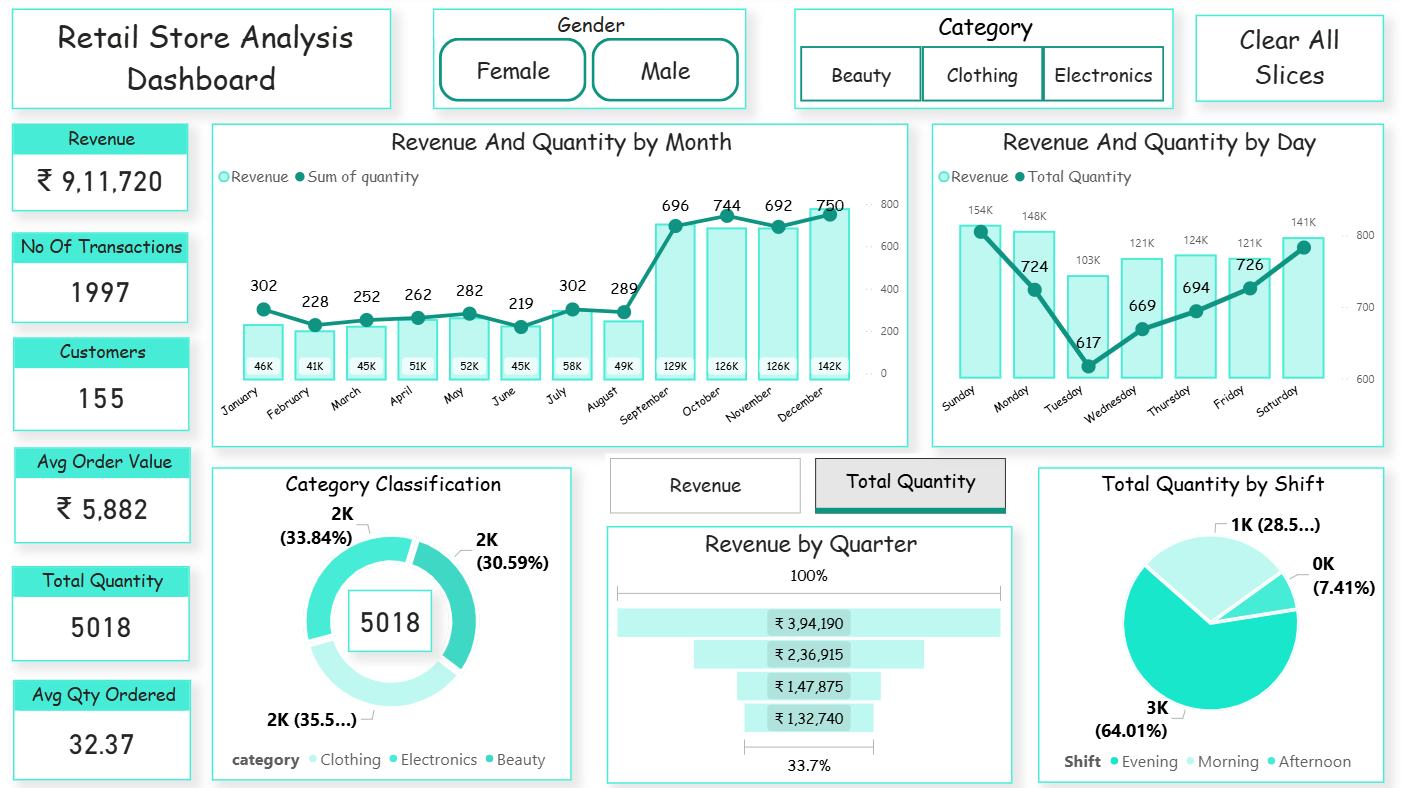 Retail Store Analysis
Dashboard
Gender
Female
Male
Category
Beauty
Clothing
Electronics
Clear All
Slices
Revenue
₹ 9,11,720
No Of Transactions
1997
Customers
155
Avg Order Value
₹ 5,882
Total Quantity
5018
Avg Qty Ordered
32.37
Revenue And Quantity by Month
Revenue
Sum of quantity
302
228
252
262
282
219
302
289
696
744
692
750
800
600
400
200
0
46K
41K
45K
51K
52K
45K
58K
49K
129K
126K
126K
142K
January
February
March
April
May
June
July
August
September
October
November
December
Revenue And Quantity by Day
Revenue
Total Quantity
154K
148K
103K
121K
124K
121K
141K
724
617
669
694
726
800
700
600
Sunday
Monday
Tuesday
Wednesday
Thursday
Friday
Saturday
Category Classification
2K
(33.84%)
2K
(30.59%)
5018
2K (35.5...)
category
Clothing
Electronics
Beauty
Revenue
Total Quantity
Revenue by Quarter
100%
₹ 3,94,190
₹ 2,36,915
₹ 1,47,875
₹ 1,32,740
33.7%
Total Quantity by Shift
1K (28.5...)
0K
(7.41%)
3K
(64.01%)
Shift
Evening
Morning
Afternoon